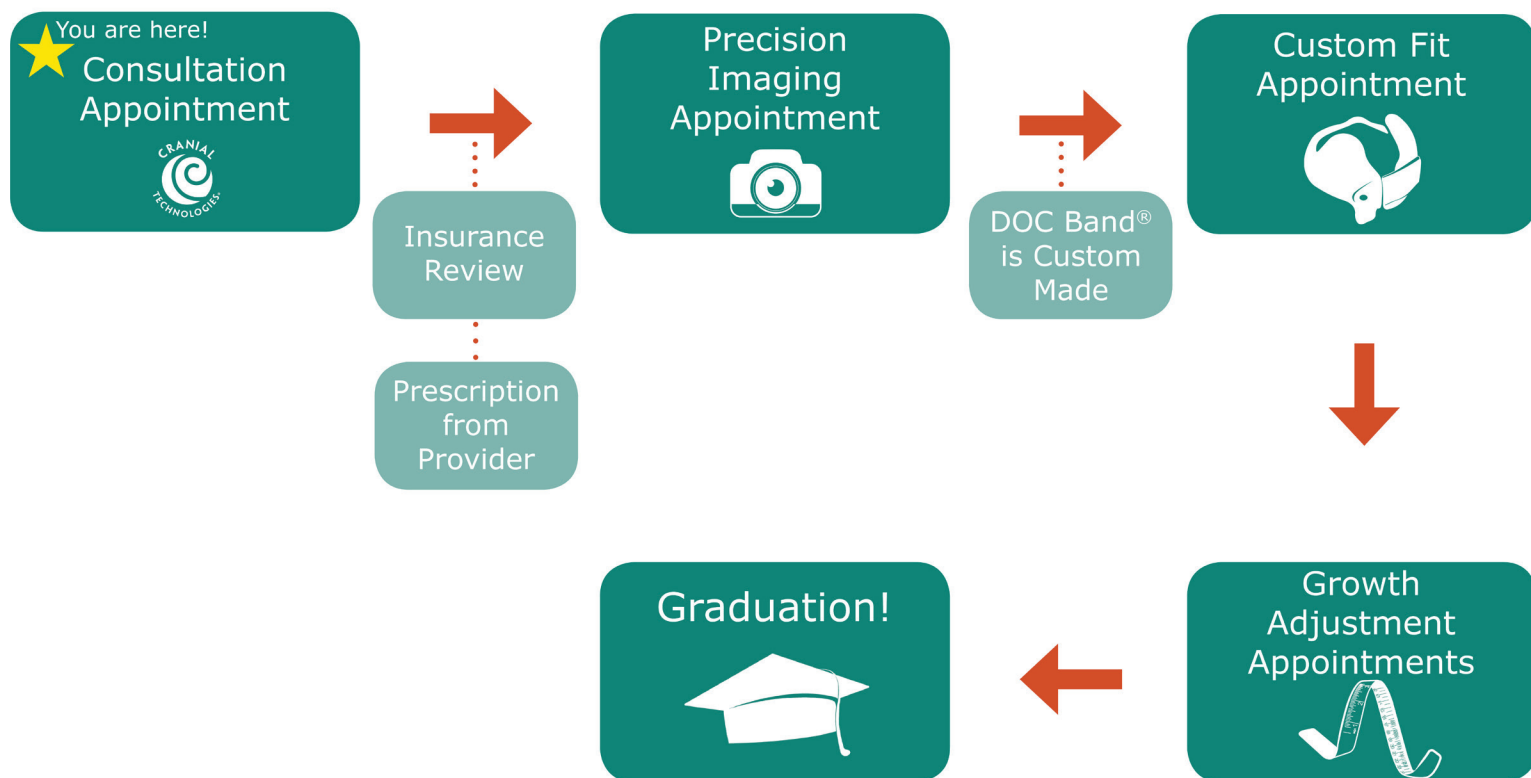 You are here!
Consultation
Appointment
CRANIAL
TECHNOLOGIES®
Insurance
Review
Prescription
from
Provider
Precision
Imaging
Appointment
DOC Band®
is Custom
Made
Custom Fit
Appointment
Growth
Adjustment
Appointments
Graduation!